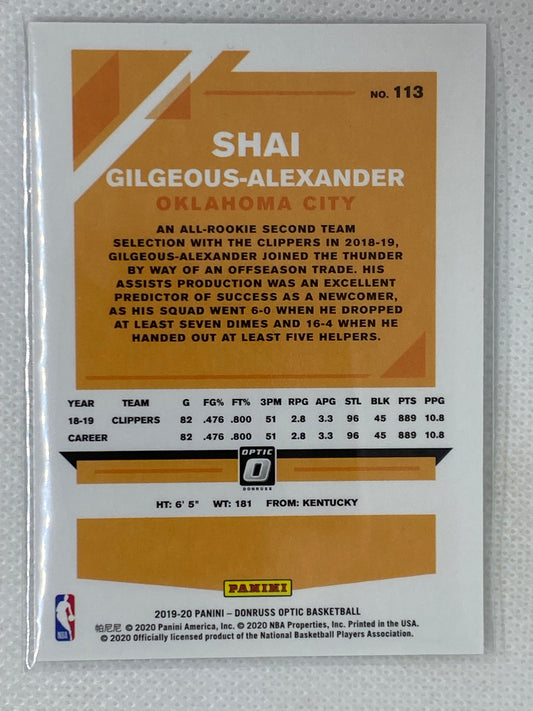 NO. 113
SHAI
GILGEOUS-ALEXANDER
OKLAHOMA CITY
AN ALL-ROOKIE SECOND TEAM
SELECTION WITH THE CLIPPERS IN 2018-19,
GILGEOUS-ALEXANDER JOINED THE THUNDER
BY WAY OF AN OFFSEASON TRADE. HIS
ASSISTS PRODUCTION WAS AN EXCELLENT
PREDICTOR OF SUCCESS AS A NEWCOMER,
AS HIS SQUAD WENT 6-0 WHEN HE DROPPED
AT LEAST SEVEN DIMES AND 16-4 WHEN HE
HANDED OUT AT LEAST FIVE HELPERS.
YEAR TEAM G FG% FT% 3PM RPG APG STL BLK PTS PPG
18-19 CLIPPERS 82 .476 .800 51 2.8 3.3 96 45 889 10.8
CAREER 82 .476 .800 51 2.8 3.3 96 45 889 10.8
OPTIC
DONRUSS
HT: 6' 5" WT: 181 FROM: KENTUCKY
PANINI
2019-20 PANINI – DONRUSS OPTIC BASKETBALL
帕尼尼 © 2020 Panini America, Inc. © 2020 NBA Properties, Inc. Printed in the USA.
© 2020 Officially licensed product of the National Basketball Players Association.
NBA